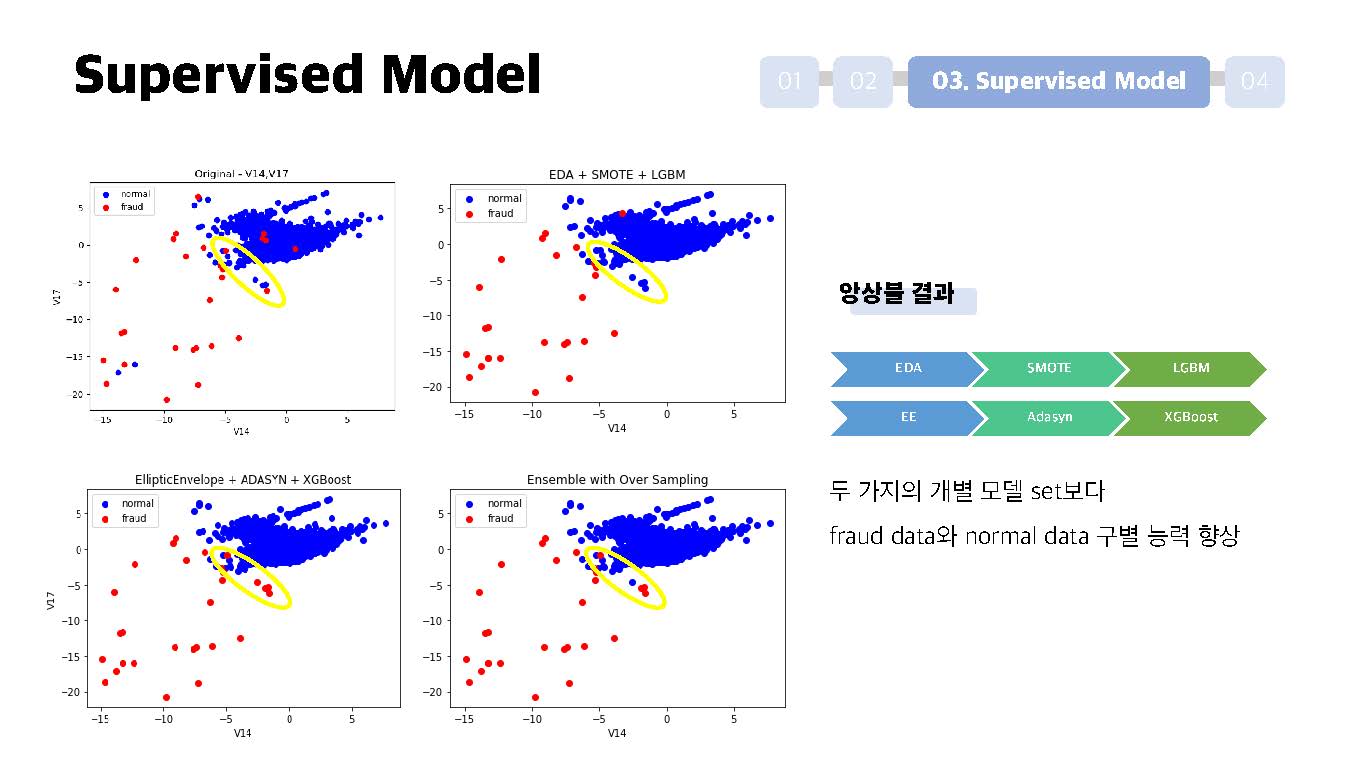 Supervised Model
01
02
03. Supervised Model
04
Original - V14,V17
normal
fraud
5
0
−5
−10
−15
−20
V17
−15
−10
−5
0
5
V14
EDA + SMOTE + LGBM
normal
fraud
5
0
−5
−10
−15
−20
−15
−10
−5
0
5
V14
EllipticEnvelope + ADASYN + XGBoost
normal
fraud
5
0
−5
−10
−15
−20
V17
−15
−10
−5
0
5
V14
Ensemble with Over Sampling
normal
fraud
5
0
−5
−10
−15
−20
−15
−10
−5
0
5
V14
앙상블 결과
EDA
SMOTE
LGBM
EE
Adasyn
XGBoost
두 가지의 개별 모델 set보다
fraud data와 normal data 구별 능력 향상